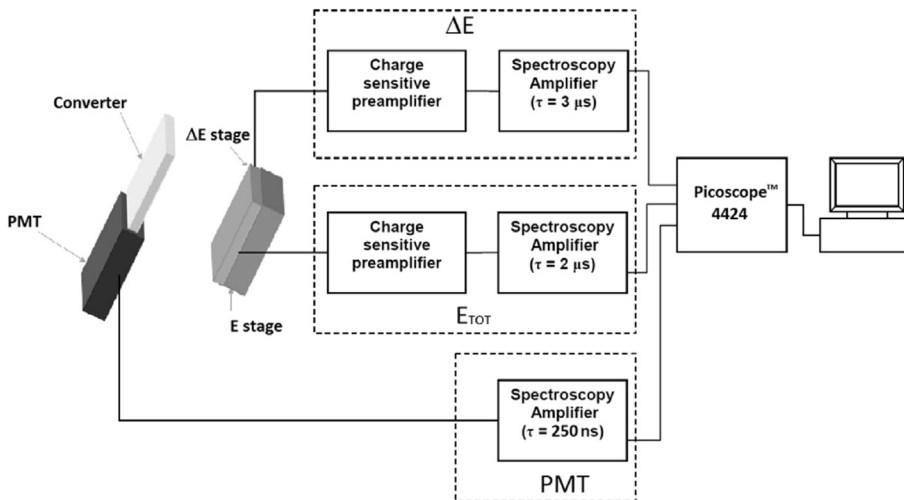 ΔE
Charge
sensitive
preamplifier
Spectroscopy
Amplifier
(τ = 3 μs)
Converter
ΔE stage
PMT
E stage
Charge
sensitive
preamplifier
Spectroscopy
Amplifier
(τ = 2 μs)
E_TOT
Picoscope™
4424
Spectroscopy
Amplifier
(τ = 250 ns)
PMT